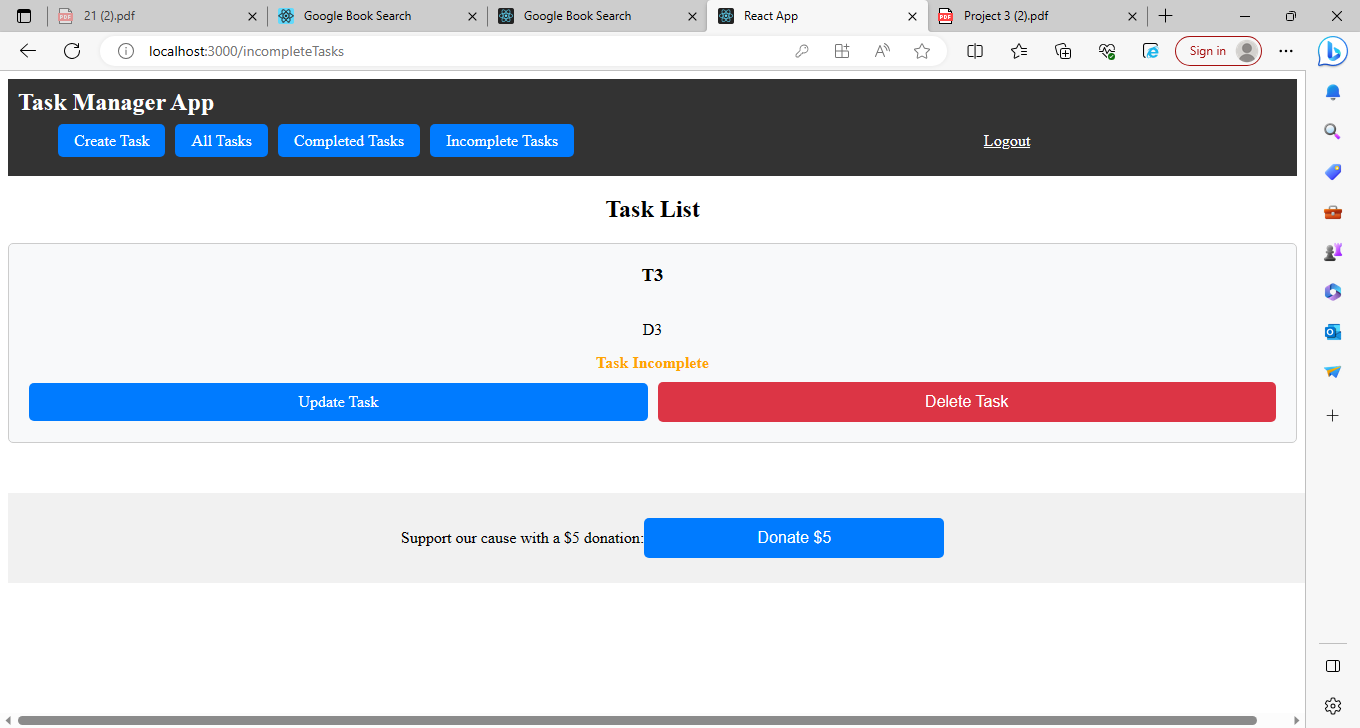 21 (2).pdf
Google Book Search
Google Book Search
React App
Project 3 (2).pdf
localhost:3000/incompleteTasks
Sign in
Task Manager App
Create Task
All Tasks
Completed Tasks
Incomplete Tasks
Logout
Task List
T3
D3
Task Incomplete
Update Task
Delete Task
Support our cause with a $5 donation:
Donate $5